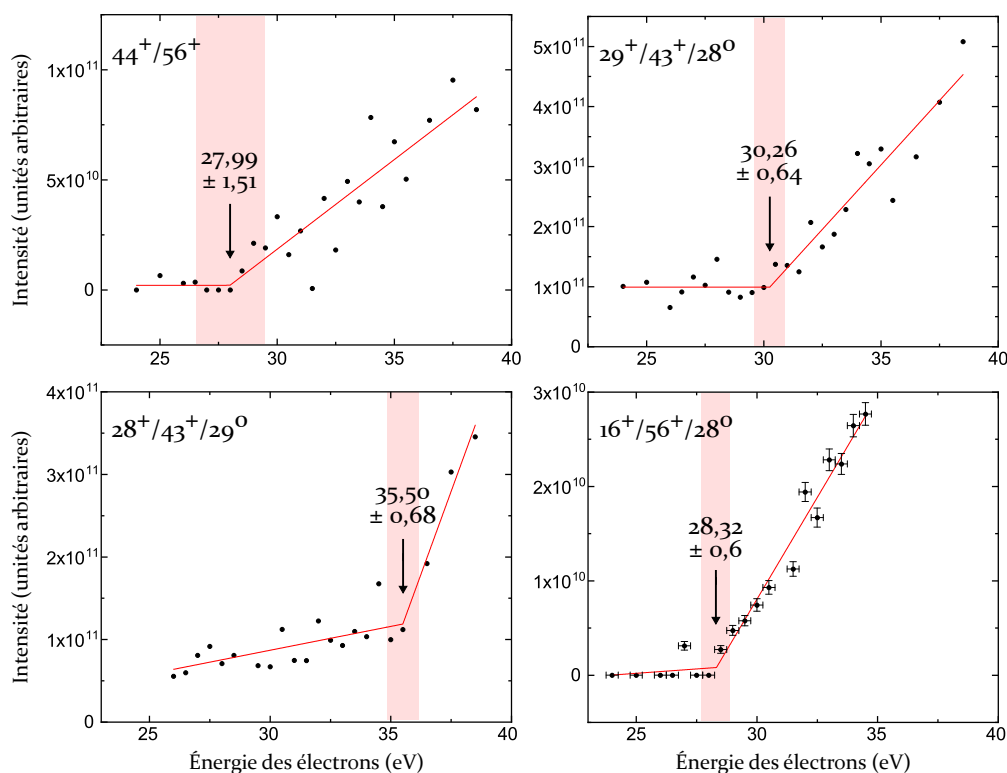 44⁺/56⁺
1x10¹¹
5x10¹⁰
0
27,99
± 1,51
25
30
35
40
Intensité (unités arbitraires)
29⁺/43⁺/28⁰
5x10¹¹
4x10¹¹
3x10¹¹
2x10¹¹
1x10¹¹
0
30,26
± 0,64
25
30
35
40
28⁺/43⁺/29⁰
4x10¹¹
3x10¹¹
2x10¹¹
1x10¹¹
0
35,50
± 0,68
25
30
35
40
Intensité (unités arbitraires)
Énergie des électrons (eV)
16⁺/56⁺/28⁰
3x10¹⁰
2x10¹⁰
1x10¹⁰
0
28,32
± 0,6
25
30
35
40
Énergie des électrons (eV)